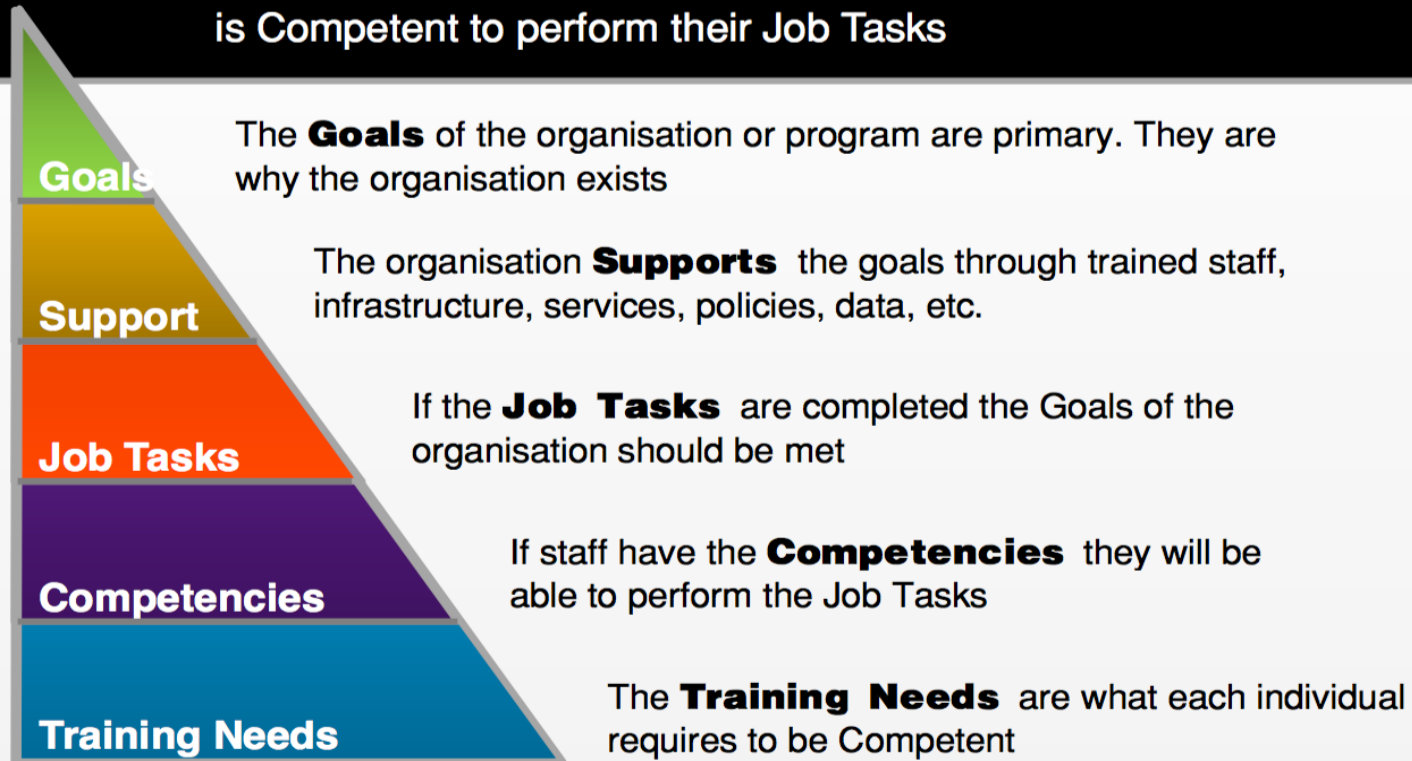 is Competent to perform their Job Tasks
Goals
The Goals of the organisation or program are primary. They are
why the organisation exists
Support
The organisation Supports the goals through trained staff,
infrastructure, services, policies, data, etc.
Job Tasks
If the Job Tasks are completed the Goals of the
organisation should be met
Competencies
If staff have the Competencies they will be
able to perform the Job Tasks
Training Needs
The Training Needs are what each individual
requires to be Competent